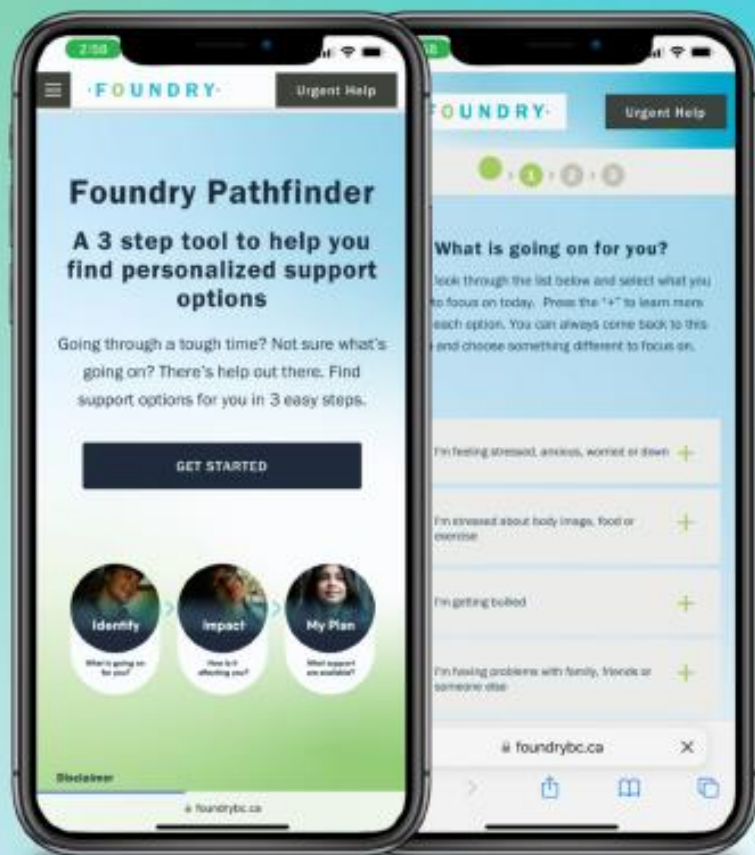 2:58
·FOUNDRY·
Urgent Help
Foundry Pathfinder
A 3 step tool to help you
find personalized support
options
Going through a tough time? Not sure what's
going on? There's help out there. Find
support options for you in 3 easy steps.
GET STARTED
Identify
What is going on
for you?
Impact
How is it
affecting you?
My Plan
What support
are available?
Disclaimer
foundrybc.ca
58
FOUNDRY·
Urgent Help
1
2
3
What is going on for you?
look through the list below and select what you
to focus on today. Press the "+" to learn more
each option. You can always come back to this
and choose something different to focus on.
I'm feeling stressed, anxious, worried or down +
I'm stressed about body image, food or
exercise +
I'm getting bullied +
I'm having problems with family, friends or
someone else +
foundrybc.ca